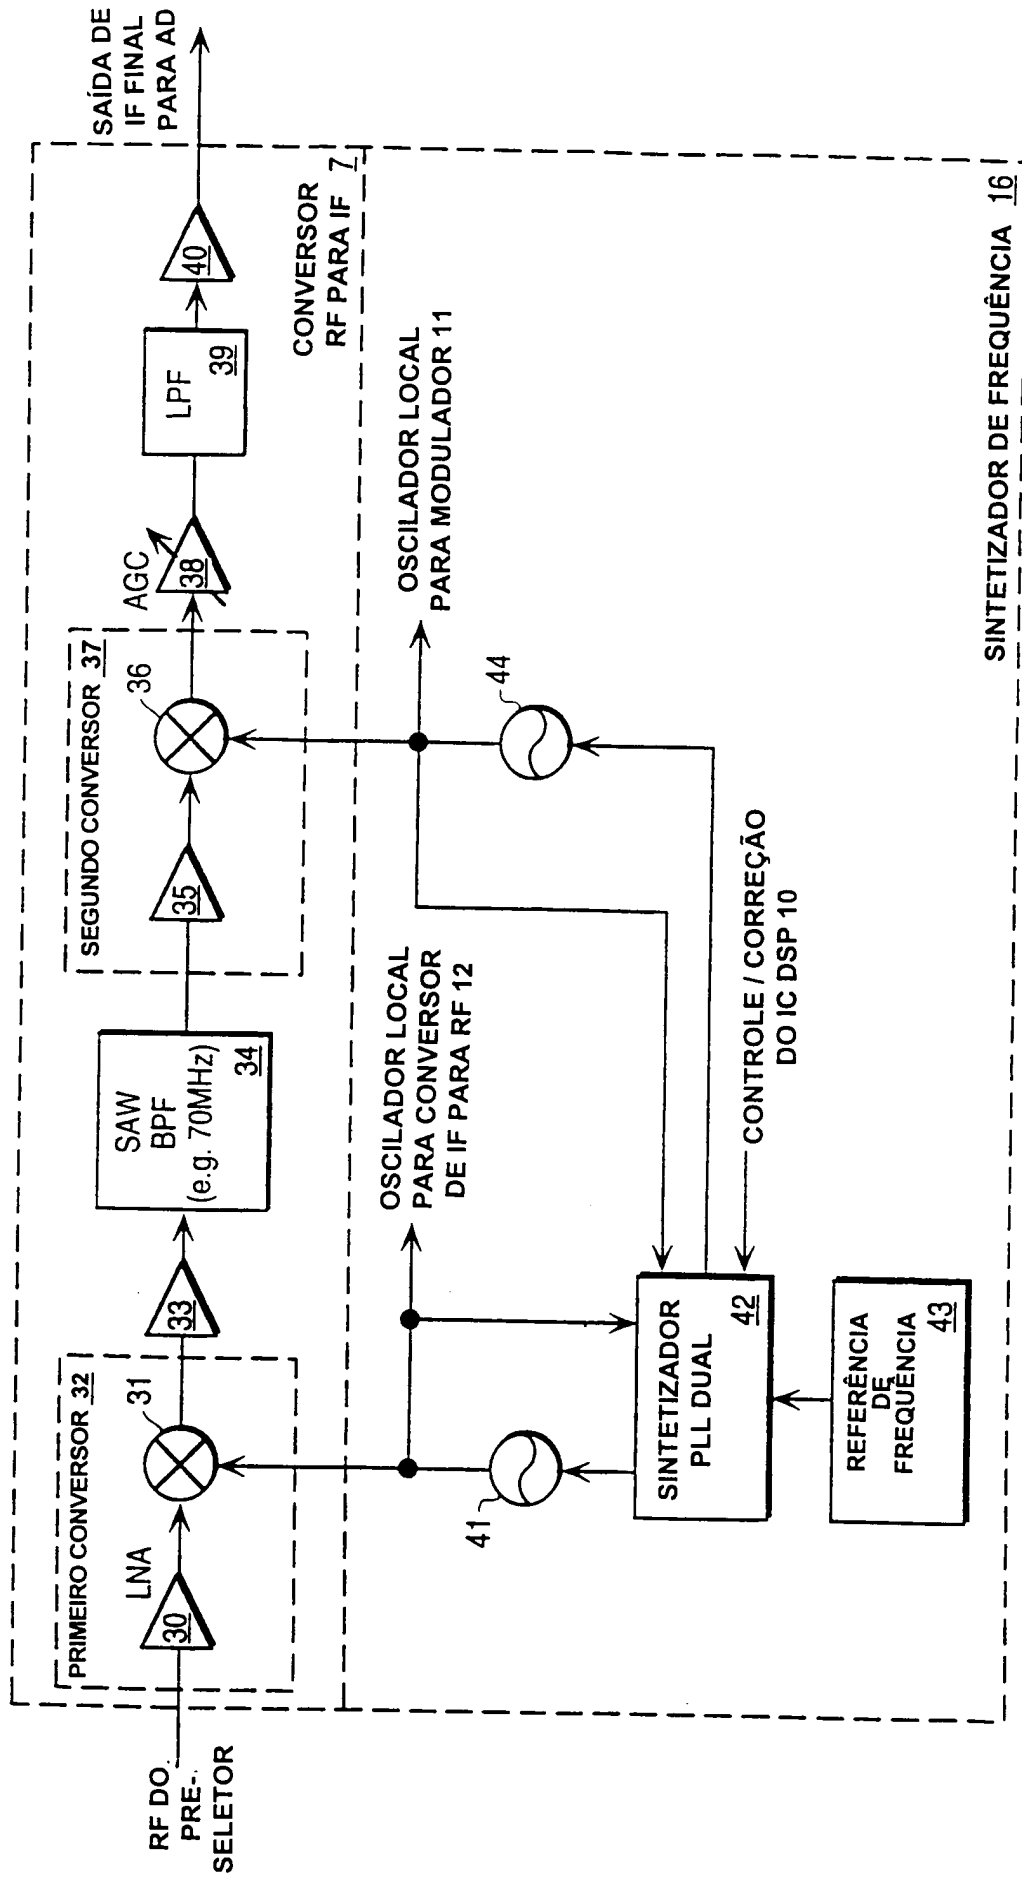 RF DO
PRE-
SELETOR
PRIMEIRO CONVERSOR 32
LNA
30
31
33
SAW
BPF
(e.g. 70MHz)
34
SEGUNDO CONVERSOR 37
35
36
AGC
38
LPF
39
40
SAÍDA DE
IF FINAL
PARA AD
CONVERSOR
RF PARA IF 7
OSCILADOR LOCAL
PARA CONVERSOR
DE IF PARA RF 12
OSCILADOR LOCAL
PARA MODULADOR 11
41
44
SINTETIZADOR
PLL DUAL
42
CONTROLE / CORREÇÃO
DO IC DSP 10
REFERÊNCIA
DE
FREQUÊNCIA
43
SINTETIZADOR DE FREQUÊNCIA 16